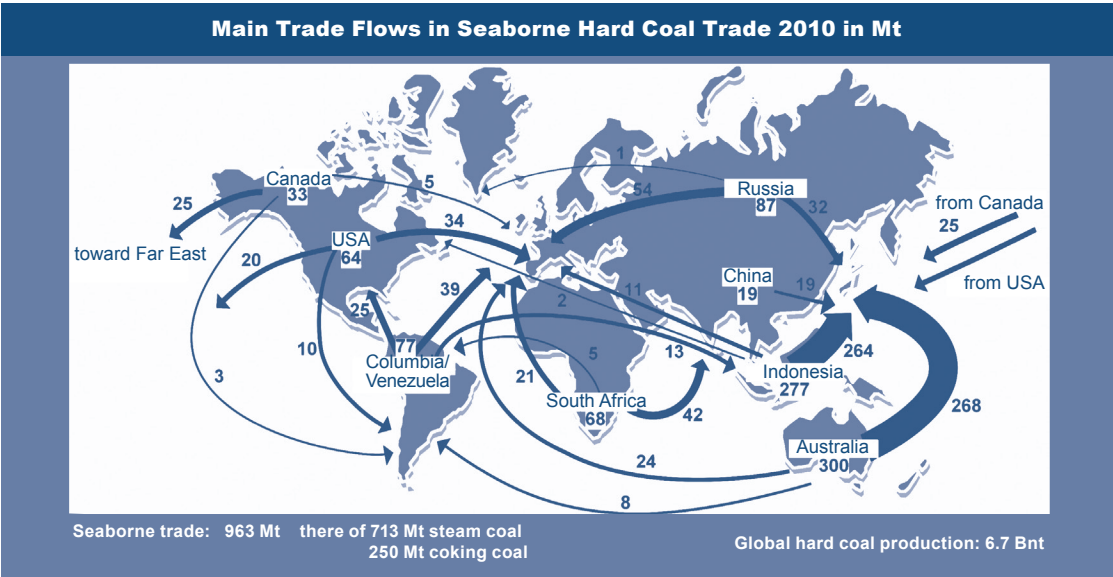 Main Trade Flows in Seaborne Hard Coal Trade 2010 in Mt
1
Canada
33
5
54
Russia
87
32
25
34
from Canada
25
toward Far East
USA
64
20
China
19
19
from USA
39
11
2
25
10
77
Columbia/
Venezuela
13
264
5
Indonesia
277
3
21
South Africa
68
42
268
Australia
300
24
8
Seaborne trade: 963 Mt there of 713 Mt steam coal
250 Mt coking coal
Global hard coal production: 6.7 Bnt